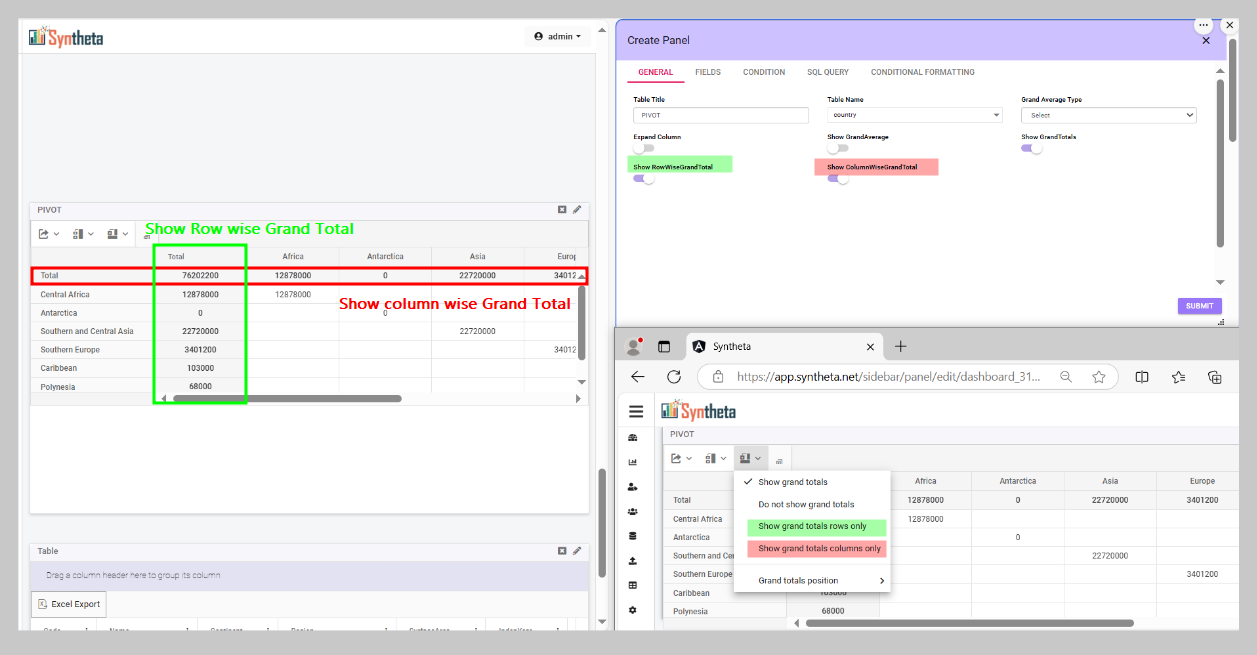 Syntheta
admin
PIVOT
Show Row wise Grand Total
Total Africa Antarctica Asia Europ
Total 76202200 12878000 0 22720000 34012
Central Africa 12878000 12878000
Show column wise Grand Total
Antarctica 0 0
Southern and Central Asia 22720000 22720000
Southern Europe 3401200 34012
Caribbean 103000
Polynesia 68000
Table
Drag a column header here to group its column
Excel Export
Code Name Continent Region SurfaceArea IndepYear
Create Panel
GENERAL FIELDS CONDITION SQL QUERY CONDITIONAL FORMATTING
Table Title Table Name Grand Average Type
PIVOT country Select
Expand Column Show GrandAverage Show GrandTotals
Show RowWiseGrandTotal Show ColumnWiseGrandTotal
SUBMIT
Syntheta
https://app.syntheta.net/sidebar/panel/edit/dashboard_31...
Syntheta
PIVOT
Show grand totals
Do not show grand totals
Show grand totals rows only
Show grand totals columns only
Grand totals position
Africa Antarctica Asia Europe
Total 12878000 0 22720000 3401200
Central Africa 12878000
Antarctica 0
Southern and Ce 22720000
Southern Europe 3401200
Caribbean 103000
Polynesia 68000